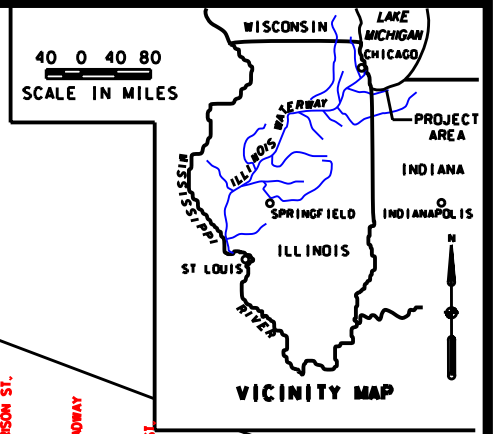 WISCONSIN
LAKE
MICHIGAN
CHICAGO
40 0 40 80
SCALE IN MILES
ILLINOIS WATERWAY
PROJECT
AREA
INDIANA
MISSISSIPPI
SPRINGFIELD
INDIANAPOLIS
N
ILLINOIS
ST LOUIS
RIVER
VICINITY MAP
ST.